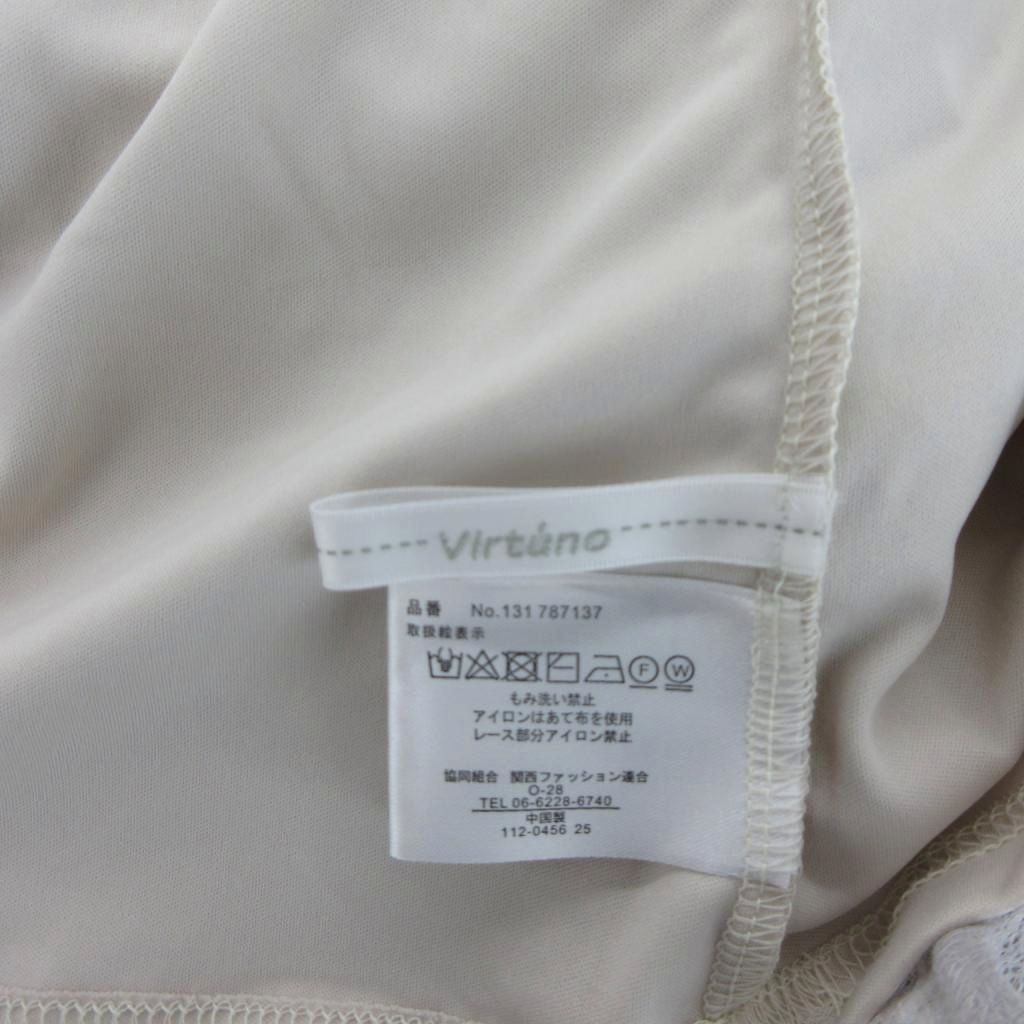 Virtúno
品番 No.131 787137
取扱絵表示
F W
もみ洗い禁止
アイロンはあて布を使用
レース部分アイロン禁止
協同組合 関西ファッション連合
O-28
TEL 06-6228-6740
中国製
112-0456 25